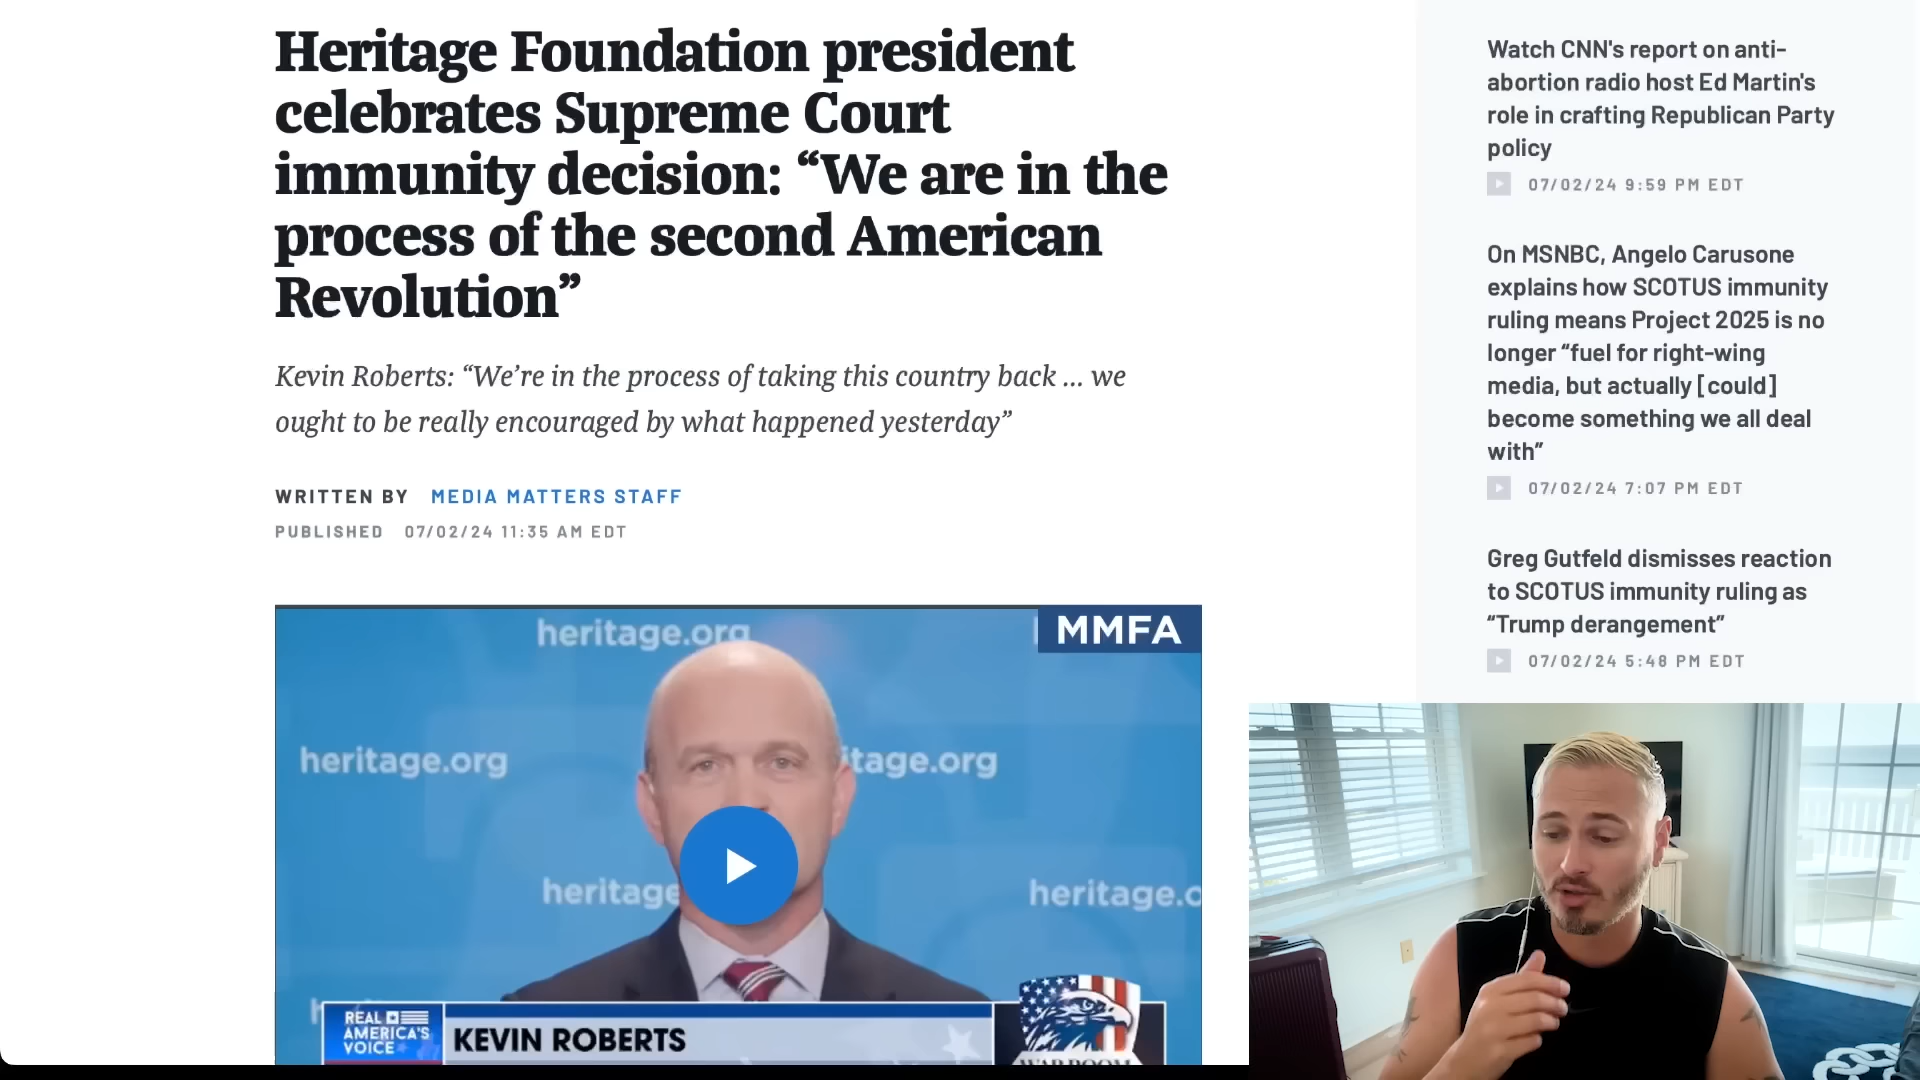 Heritage Foundation president
celebrates Supreme Court
immunity decision: “We are in the
process of the second American
Revolution”
Kevin Roberts: “We’re in the process of taking this country back ... we
ought to be really encouraged by what happened yesterday”
WRITTEN BY MEDIA MATTERS STAFF
PUBLISHED 07/02/24 11:35 AM EDT
heritage.org
MMFA
heritage.org
itage.org
heritage
heritage.o
REAL
AMERICA'S
VOICE
KEVIN ROBERTS
WAR ROOM
Watch CNN's report on anti-
abortion radio host Ed Martin's
role in crafting Republican Party
policy
07/02/24 9:59 PM EDT
On MSNBC, Angelo Carusone
explains how SCOTUS immunity
ruling means Project 2025 is no
longer “fuel for right-wing
media, but actually [could]
become something we all deal
with”
07/02/24 7:07 PM EDT
Greg Gutfeld dismisses reaction
to SCOTUS immunity ruling as
“Trump derangement”
07/02/24 5:48 PM EDT